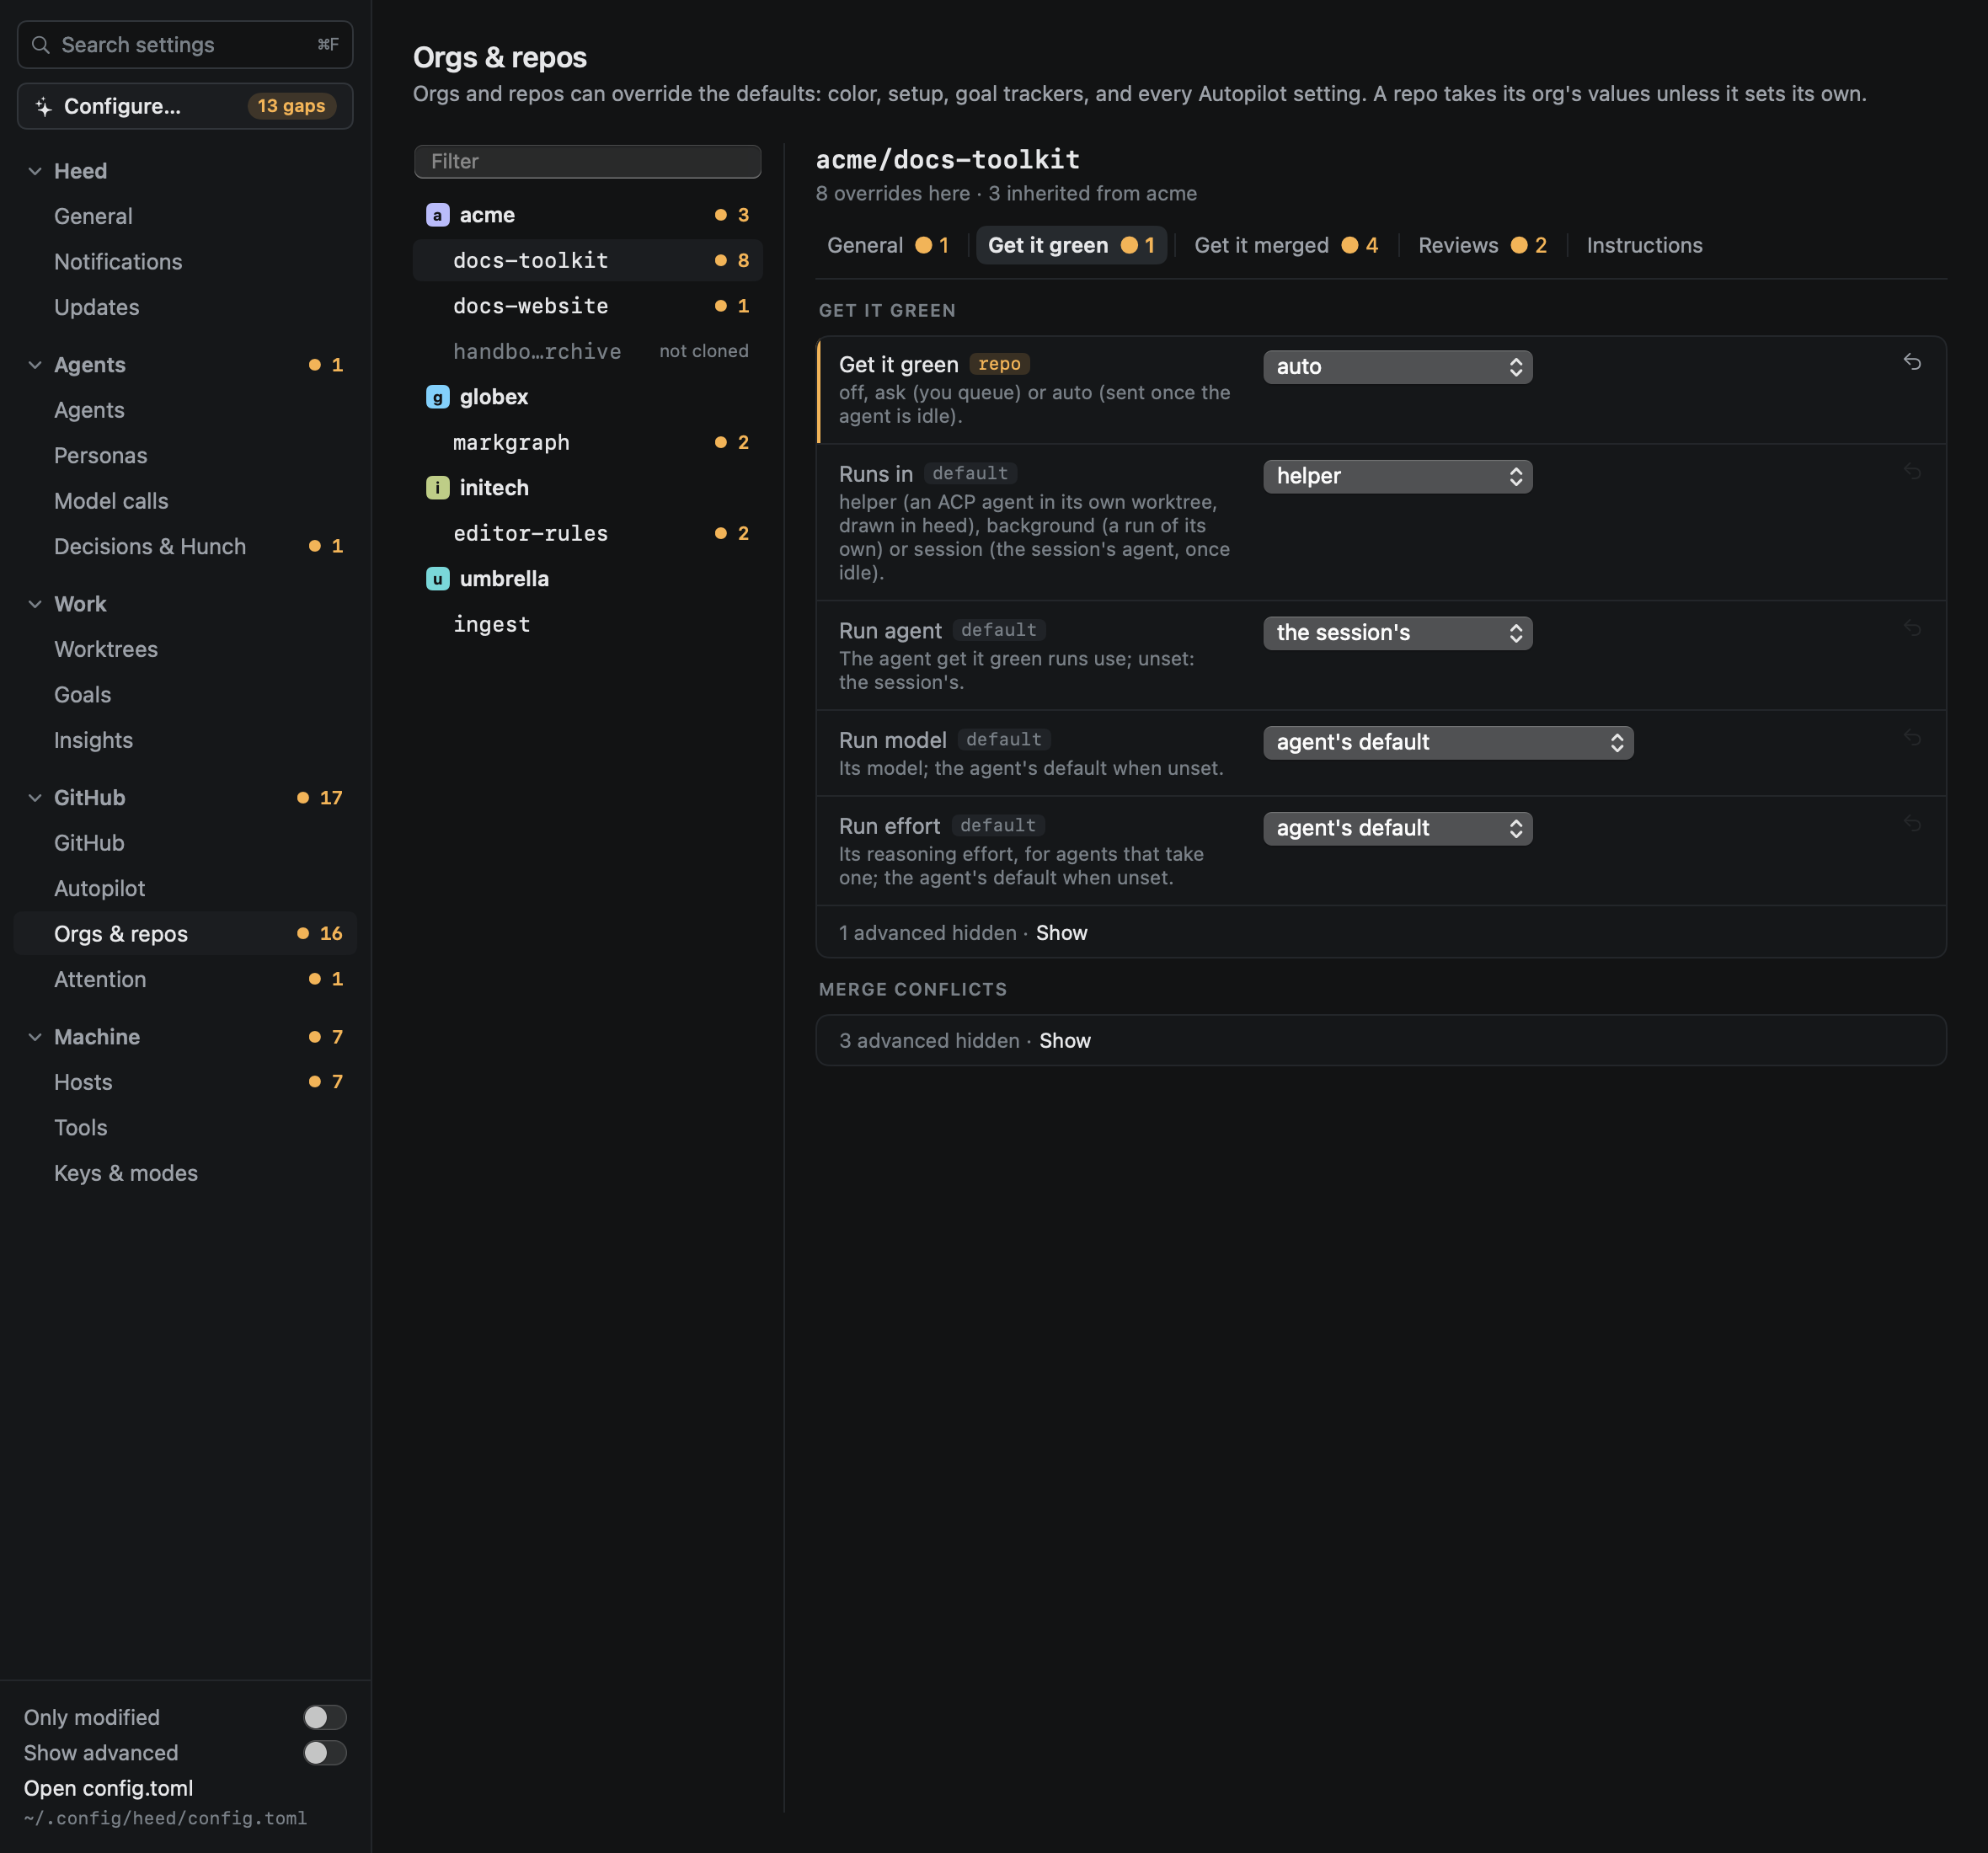 Search settings ⌘F
Configure... 13 gaps
Heed
General
Notifications
Updates
Agents 1
Agents
Personas
Model calls
Decisions & Hunch 1
Work
Worktrees
Goals
Insights
GitHub 17
GitHub
Autopilot
Orgs & repos 16
Attention 1
Machine 7
Hosts 7
Tools
Keys & modes
Only modified
Show advanced
Open config.toml
~/.config/heed/config.toml
Orgs & repos
Orgs and repos can override the defaults: color, setup, goal trackers, and every Autopilot setting. A repo takes its org's values unless it sets its own.
Filter
a acme 3
docs-toolkit 8
docs-website 1
handbo…rchive not cloned
g globex
markgraph 2
i initech
editor-rules 2
u umbrella
ingest
acme/docs-toolkit
8 overrides here · 3 inherited from acme
General 1 Get it green 1 Get it merged 4 Reviews 2 Instructions
GET IT GREEN
Get it green repo auto
off, ask (you queue) or auto (sent once the
agent is idle).
Runs in default helper
helper (an ACP agent in its own worktree,
drawn in heed), background (a run of its
own) or session (the session's agent, once
idle).
Run agent default the session's
The agent get it green runs use; unset:
the session's.
Run model default agent's default
Its model; the agent's default when unset.
Run effort default agent's default
Its reasoning effort, for agents that take
one; the agent's default when unset.
1 advanced hidden · Show
MERGE CONFLICTS
3 advanced hidden · Show